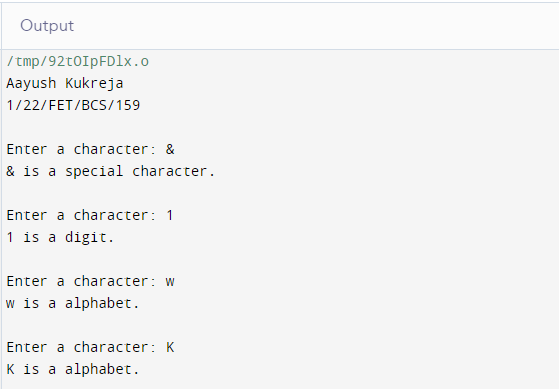 Output
/tmp/92tOIpFDlx.o
Aayush Kukreja
1/22/FET/BCS/159
Enter a character: &
& is a special character.
Enter a character: 1
1 is a digit.
Enter a character: w
w is a alphabet.
Enter a character: K
K is a alphabet.